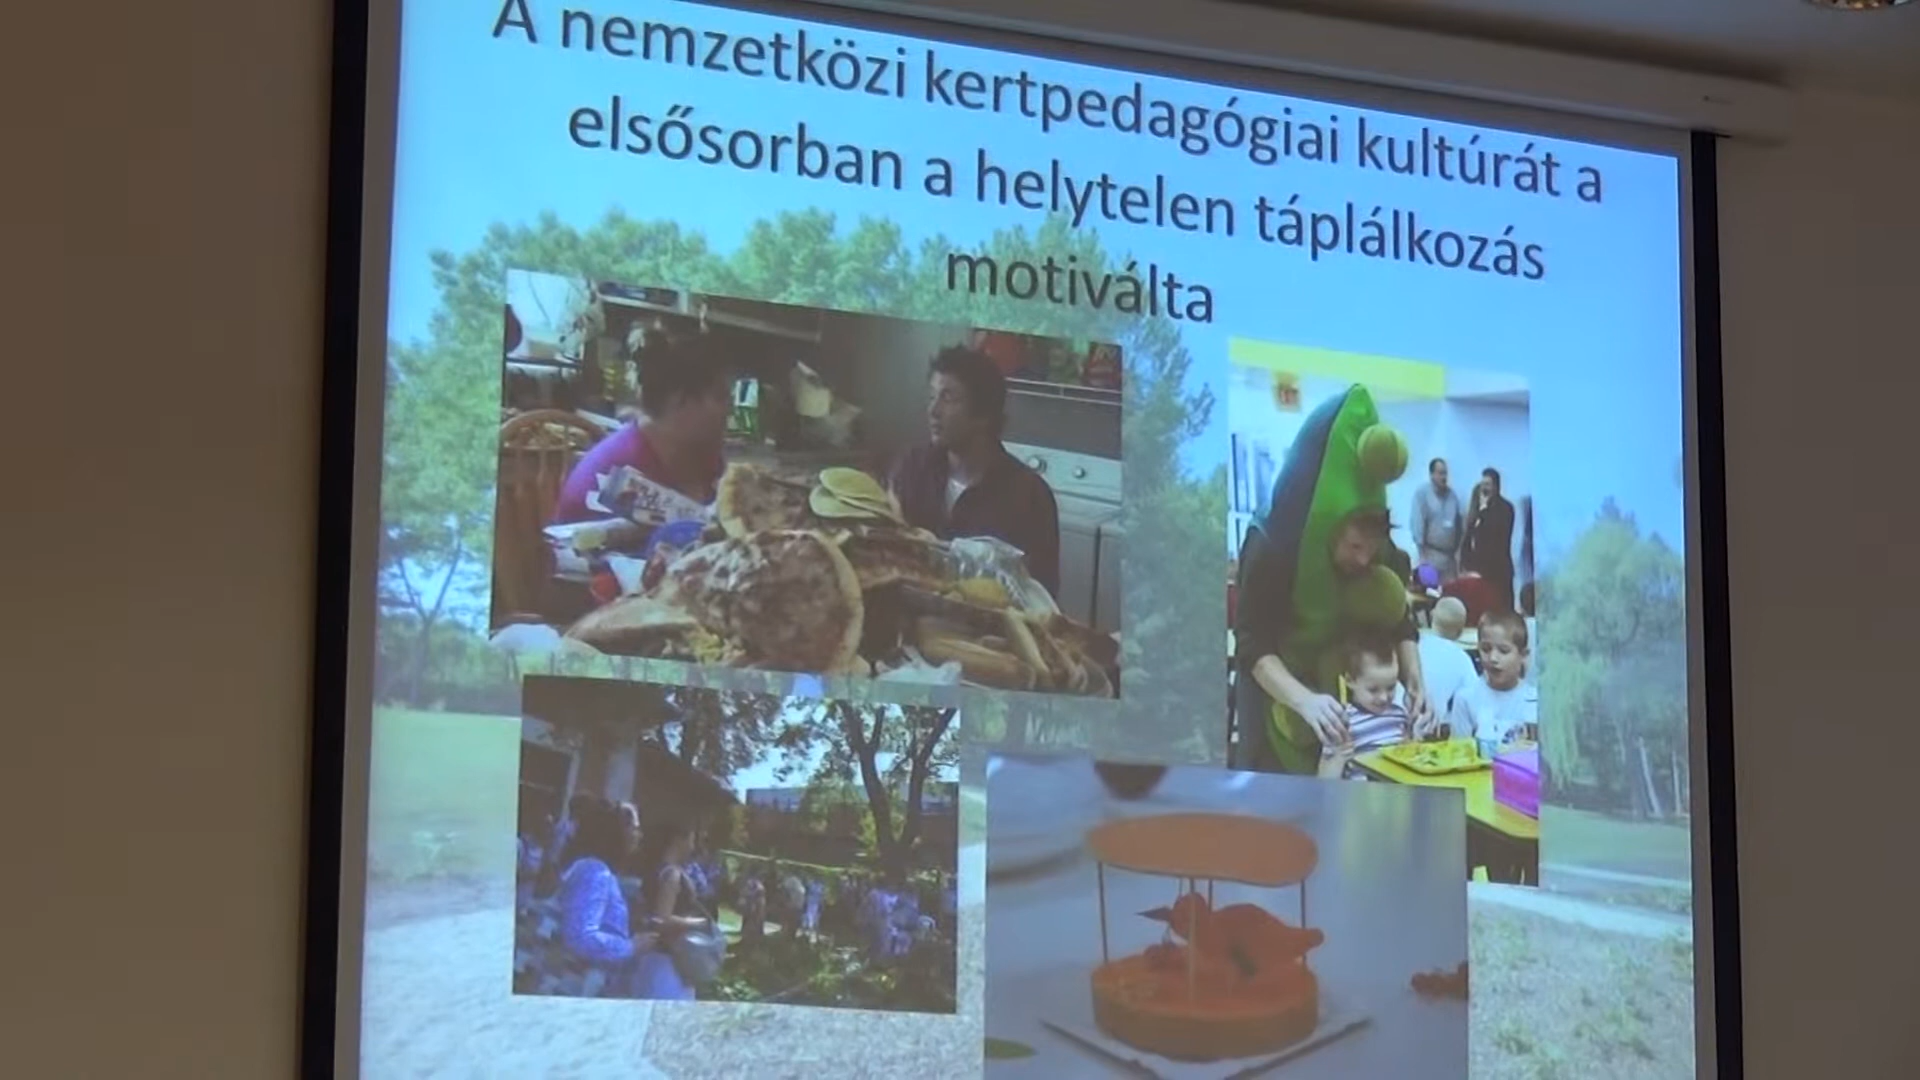 A nemzetközi kertpedagógiai kultúrát a
elsősorban a helytelen táplálkozás
motiválta